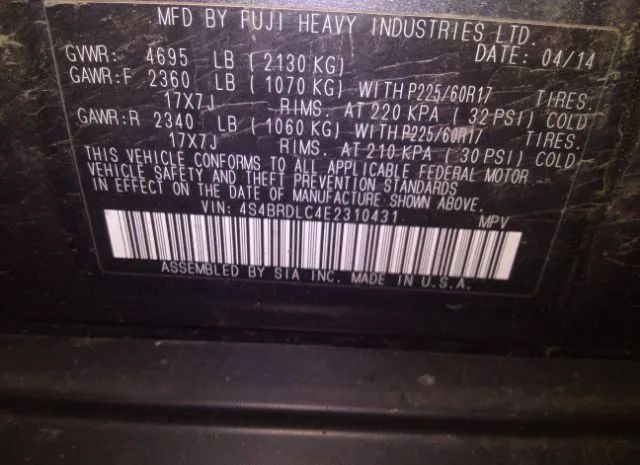 MFD BY FUJI HEAVY INDUSTRIES LTD.
DATE: 04/14
GVWR: 4695 LB ( 2130 KG)
GAWR:F 2360 LB ( 1070 KG) WITH P225/60R17 TIRES.
17X7J RIMS. AT 220 KPA ( 32 PSI) COLD
GAWR:R 2340 LB ( 1060 KG) WITH P225/60R17 TIRES.
17X7J RIMS. AT 210 KPA ( 30 PSI) COLD.
THIS VEHICLE CONFORMS TO ALL APPLICABLE FEDERAL MOTOR
VEHICLE SAFETY AND THEFT PREVENTION STANDARDS
IN EFFECT ON THE DATE OF MANUFACTURE SHOWN ABOVE.
VIN: 4S4BRDLC4E2310431 MPV
ASSEMBLED BY SIA INC. MADE IN U.S.A.